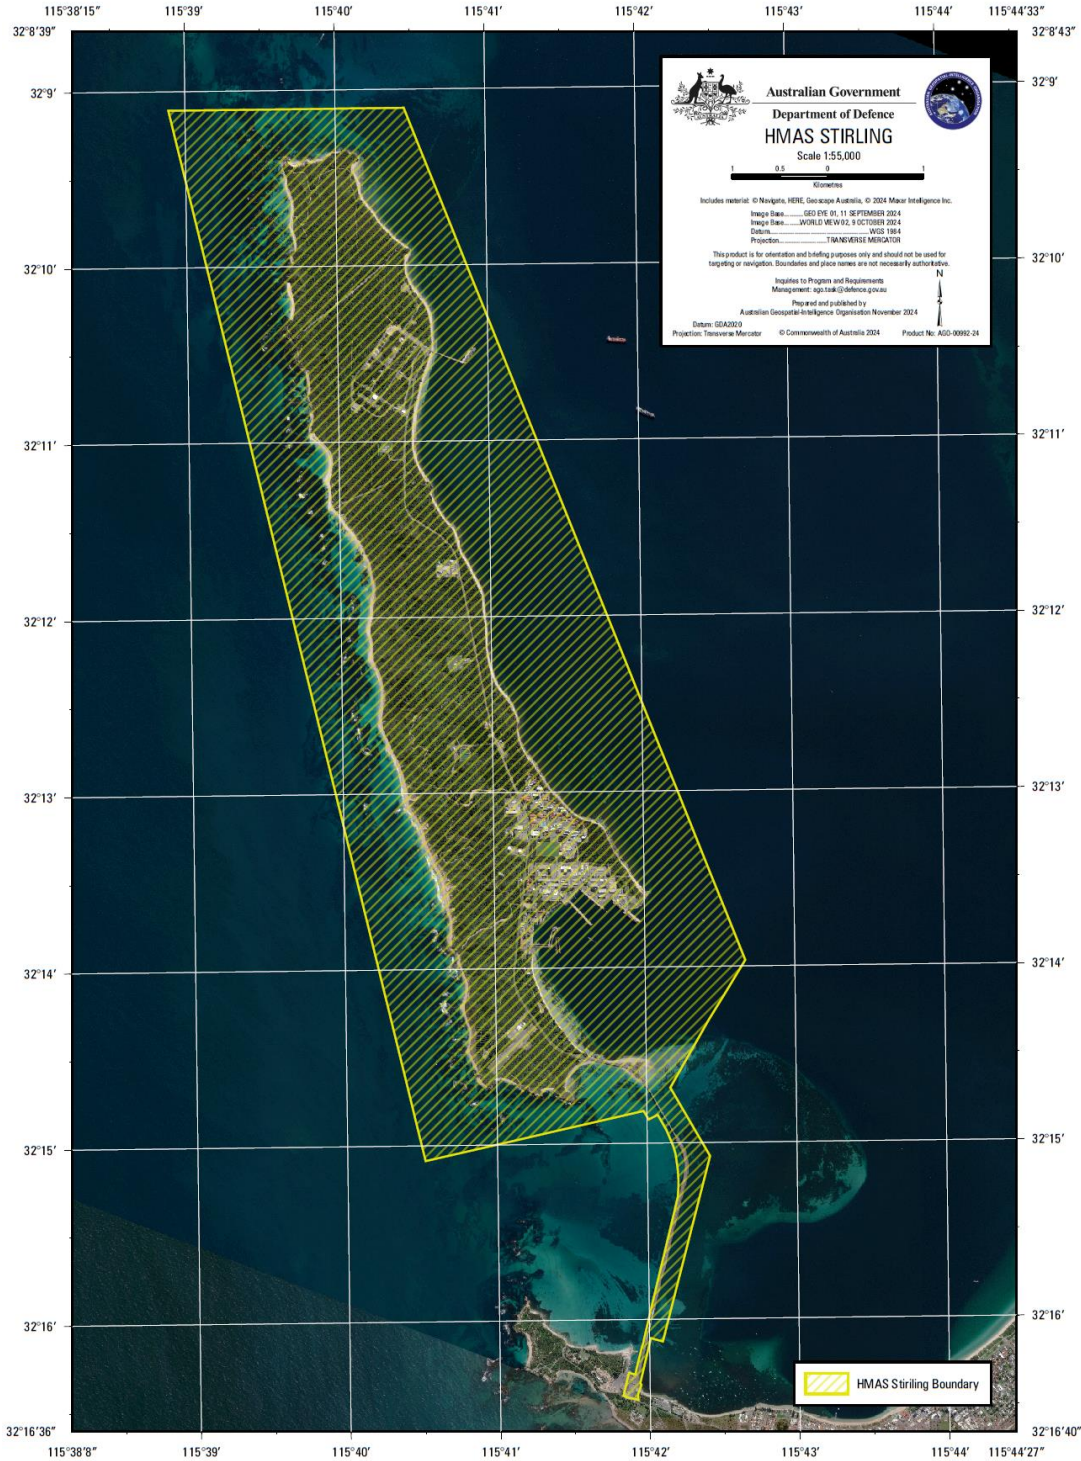 115°38'15" 115°39' 115°40' 115°41' 115°42' 115°43' 115°44' 115°44'33"
32°8'39" 32°8'43"
32°9' 32°9'
Australian Government
Department of Defence
HMAS STIRLING
Scale 1:55,000
1 0.5 0 1
Kilometres
Includes material © Navigate, HERE, Geoscape Australia, © 2024 Maxar Intelligence Inc.
Image Base..........GEO EYE 01, 11 SEPTEMBER 2024
Image Base..........WORLD VIEW 02, 9 OCTOBER 2024
Datum..........WGS 1984
Projection..........TRANSVERSE MERCATOR
This product is for orientation and briefing purposes only and should not be used for
targeting or navigation. Boundaries and place names are not necessarily authoritative.
Inquiries to Program and Requirements
Management: ago.task@defence.gov.au
N
Prepared and published by
Australian Geospatial-Intelligence Organisation November 2024
Datum: GDA2020
Projection: Transverse Mercator © Commonwealth of Australia 2024 Product No: AGO-00992-24
32°10' 32°10'
32°11' 32°11'
32°12' 32°12'
32°13' 32°13'
32°14' 32°14'
32°15' 32°15'
32°16' 32°16'
HMAS Stiriling Boundary
32°16'36" 32°16'40"
115°38'8" 115°39' 115°40' 115°41' 115°42' 115°43' 115°44' 115°44'27"